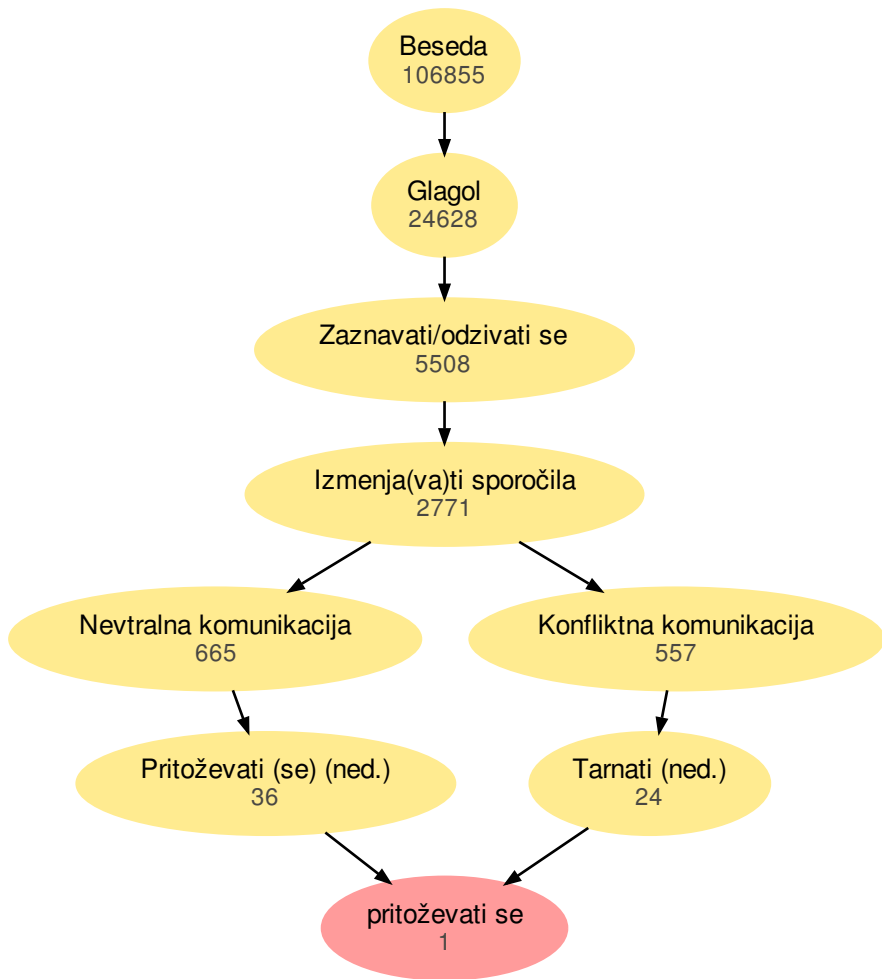 Beseda
106855
Glagol
24628
Zaznavati/odzivati se
5508
Izmenja(va)ti sporočila
2771
Nevtralna komunikacija
665
Konfliktna komunikacija
557
Pritoževati (se) (ned.)
36
Tarnati (ned.)
24
pritoževati se
1